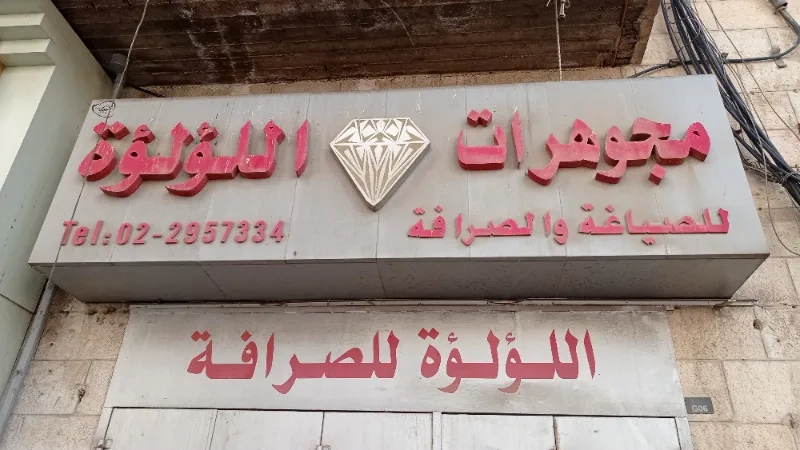 مجوهرات اللؤلؤة
للصياغة والصرافة
Tel:02-2957334
اللؤلؤة للصرافة
G06